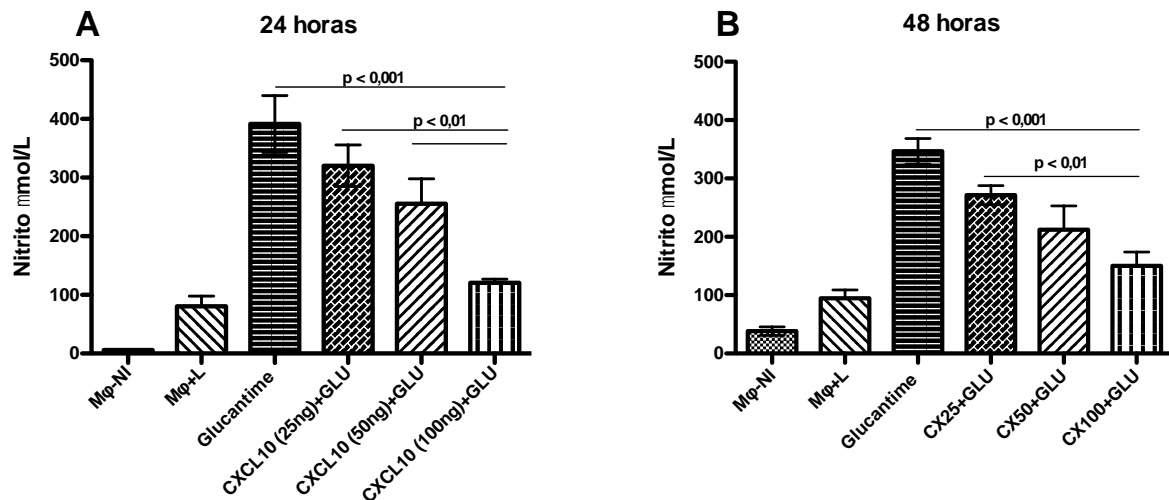 A
24 horas
Nitrito mmol/L
500
400
300
200
100
0
p < 0,001
p < 0,01
Mφ-NI
Mφ+L
Glucantime
CXCL10 (25ng)+GLU
CXCL10 (50ng)+GLU
CXCL10 (100ng)+GLU
B
48 horas
Nitrito mmol/L
500
400
300
200
100
0
p < 0,001
p < 0,01
Mφ-NI
Mφ+L
Glucantime
CX25+GLU
CX50+GLU
CX100+GLU